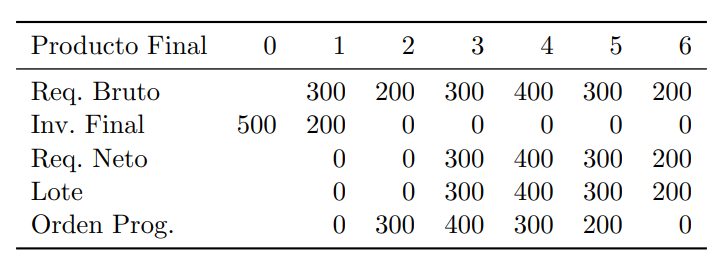 Producto Final 0 1 2 3 4 5 6
Req. Bruto 300 200 300 400 300 200
Inv. Final 500 200 0 0 0 0 0
Req. Neto 0 0 300 400 300 200
Lote 0 0 300 400 300 200
Orden Prog. 0 300 400 300 200 0